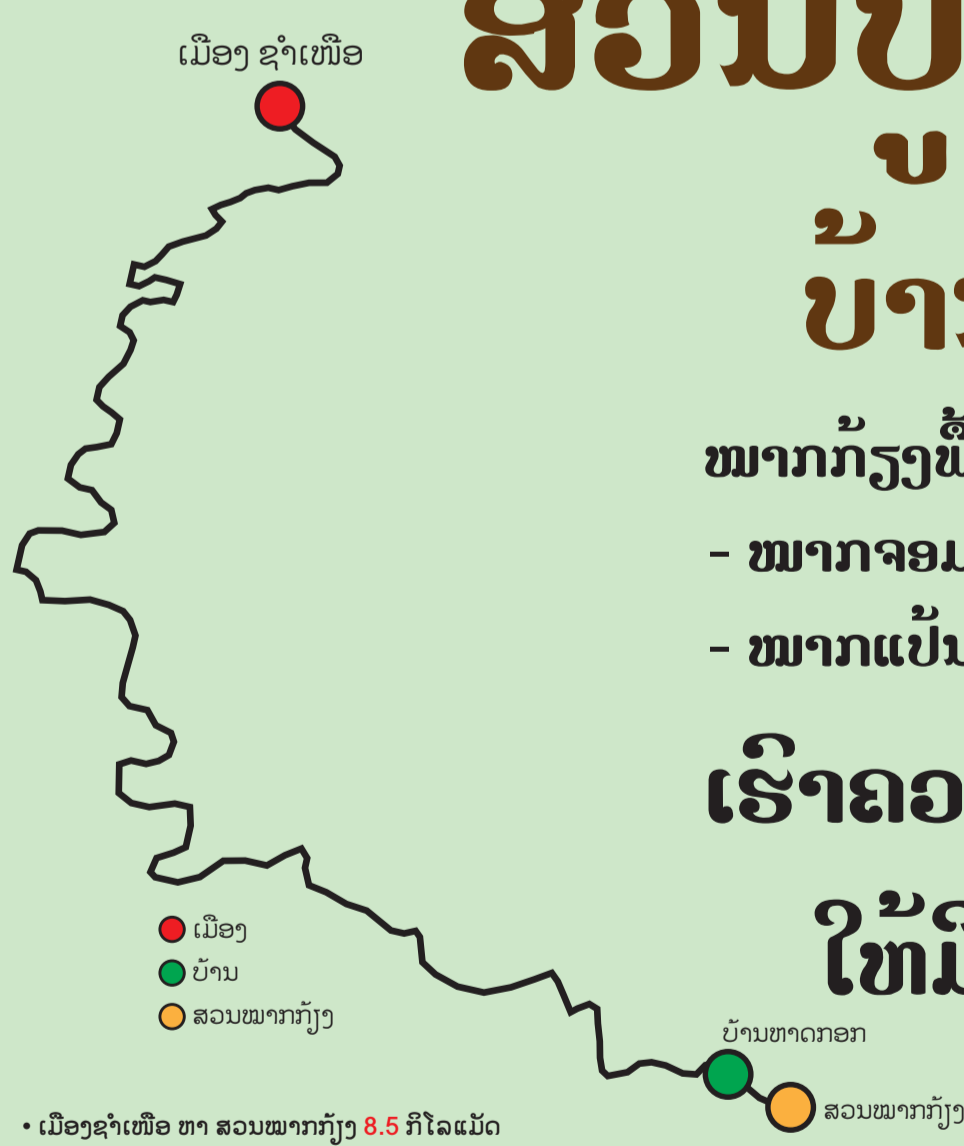 ເມືອງ ຊຳເໜືອ
ສວນ
ໝາກກ້ຽງພື້
- ໝາກຈອມ
- ໝາກແປ້ນ
ເຮົາຄວ
ໃຫ້ມີ
ເມືອງ
ບ້ານ
ສວນໝາກກ້ຽງ
ບ້ານຫາດກອກ
ສວນໝາກກ້ຽງ
• ເມືອງຊຳເໜືອ ຫາ ສວນໝາກກ້ຽງ 8.5 ກິໂລແມັດ